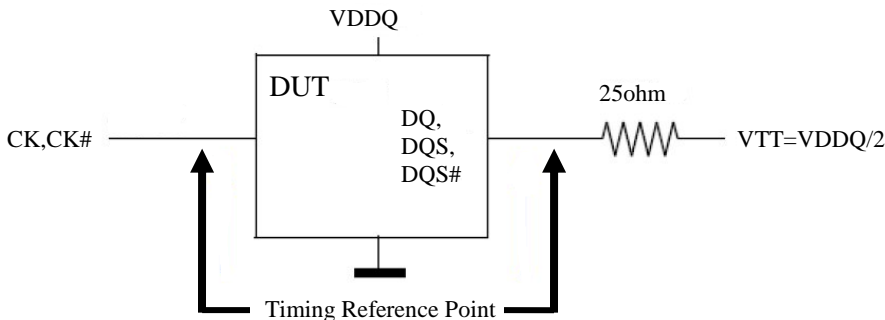 VDDQ
DUT
25ohm
CK,CK#
DQ,
DQS,
DQS#
VTT=VDDQ/2
Timing Reference Point